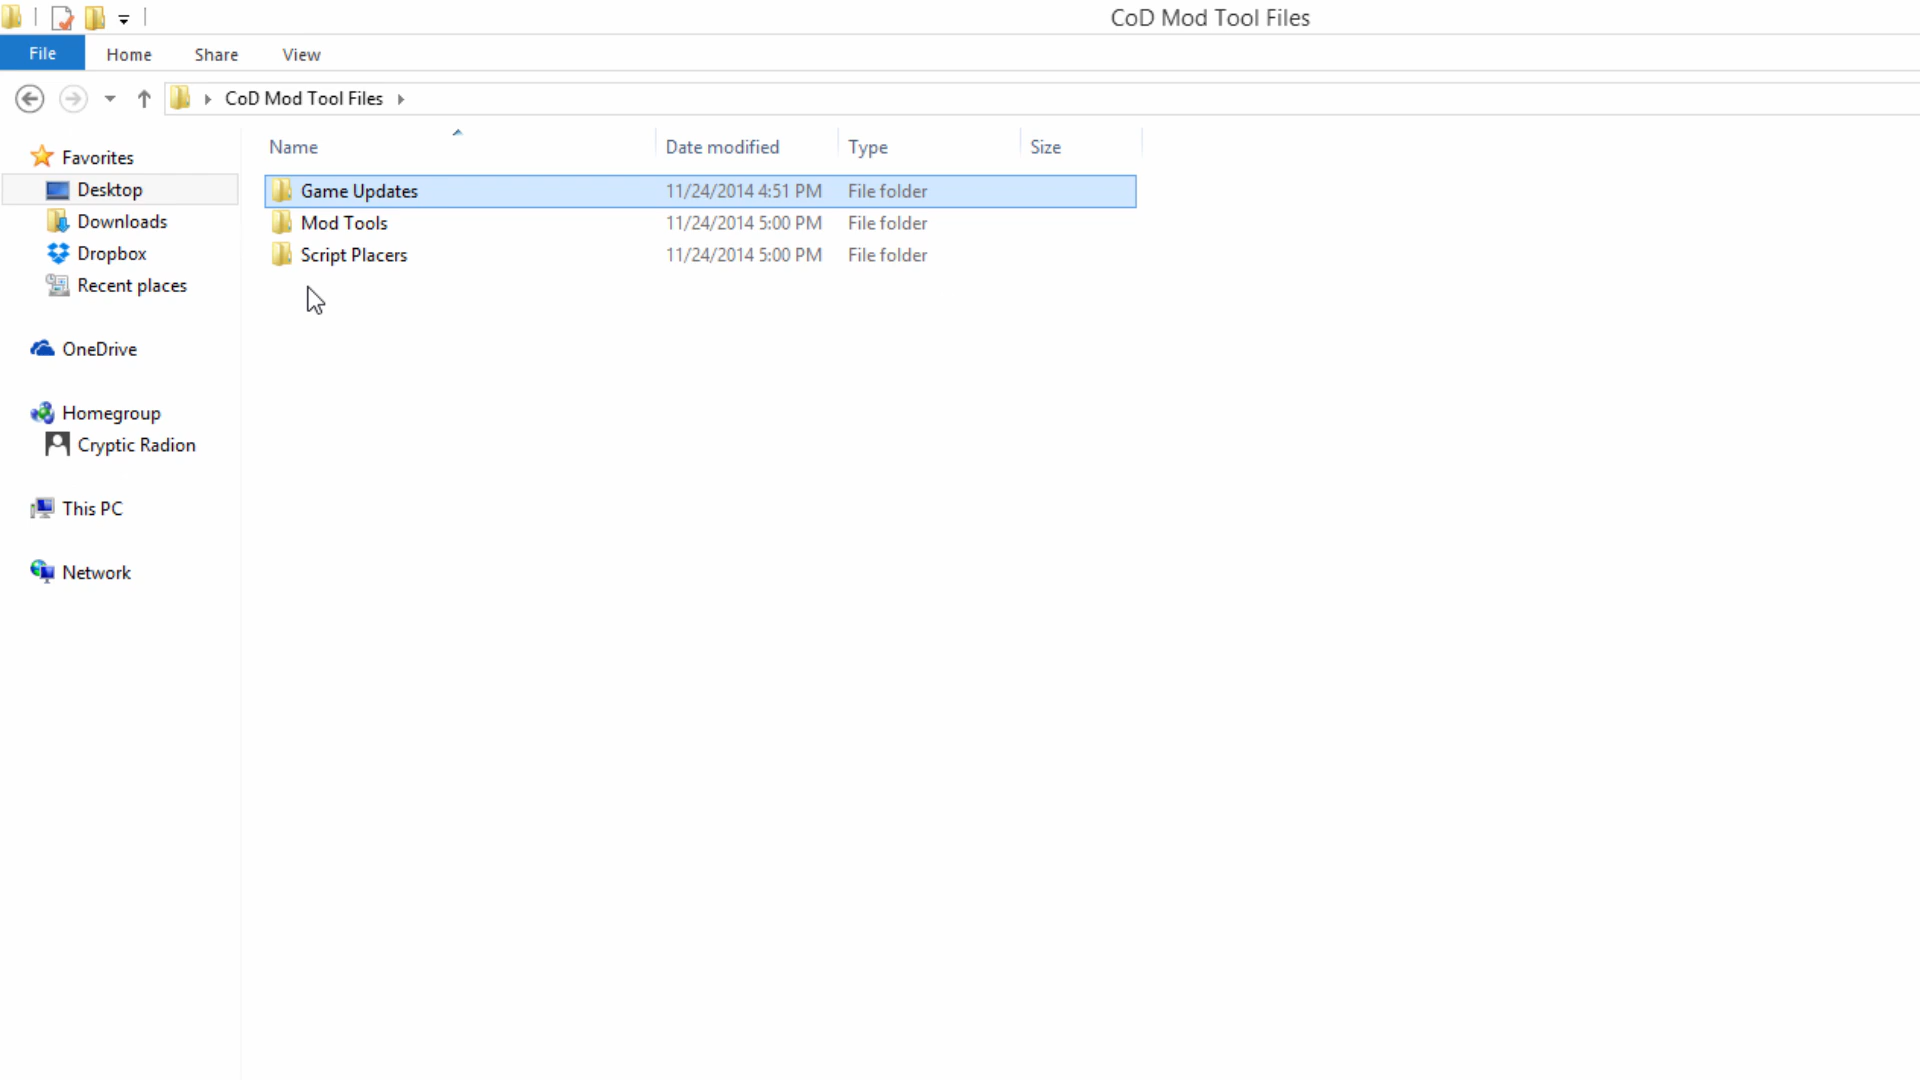 CoD Mod Tool Files
File Home Share View
CoD Mod Tool Files
Name Date modified Type Size
Favorites
Desktop
Downloads
Dropbox
Recent places
OneDrive
Homegroup
Cryptic Radion
This PC
Network
Game Updates 11/24/2014 4:51 PM File folder
Mod Tools 11/24/2014 5:00 PM File folder
Script Placers 11/24/2014 5:00 PM File folder